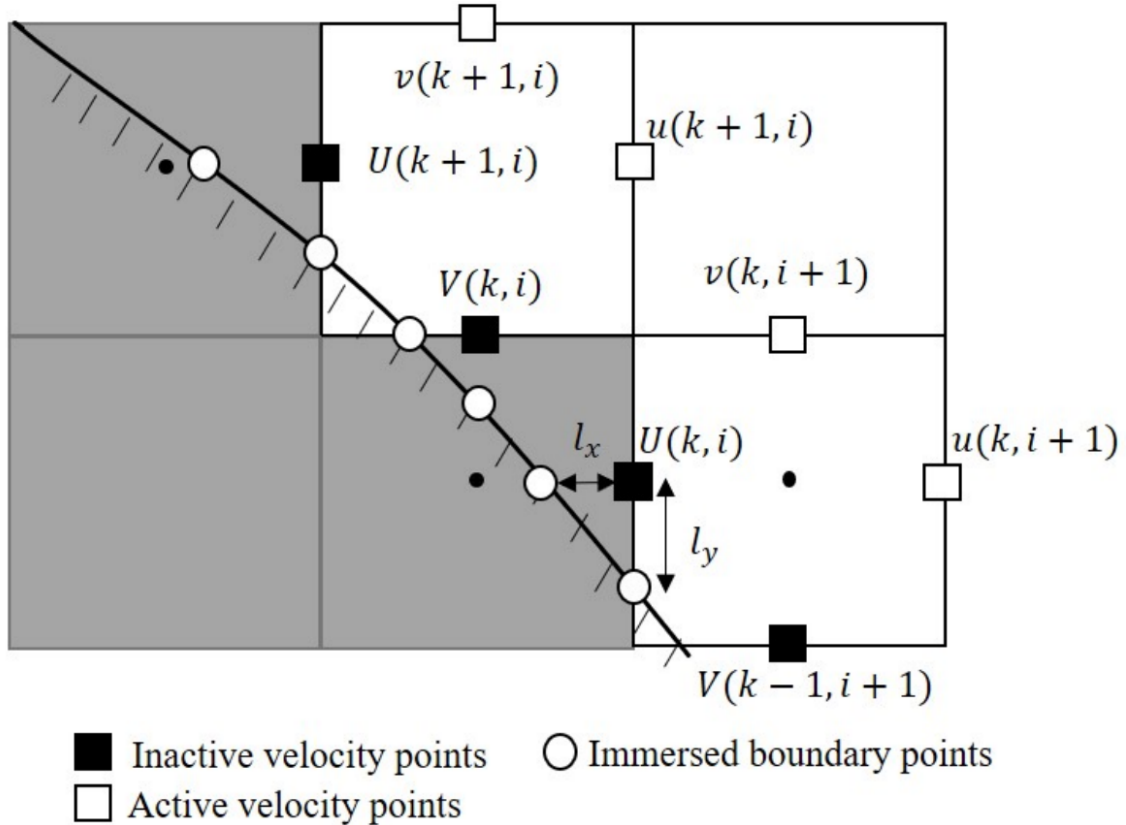 v(k + 1, i)
u(k + 1, i)
U(k + 1, i)
V(k, i)
v(k, i + 1)
l_x
U(k, i)
u(k, i + 1)
l_y
V(k − 1, i + 1)
Inactive velocity points
Immersed boundary points
Active velocity points